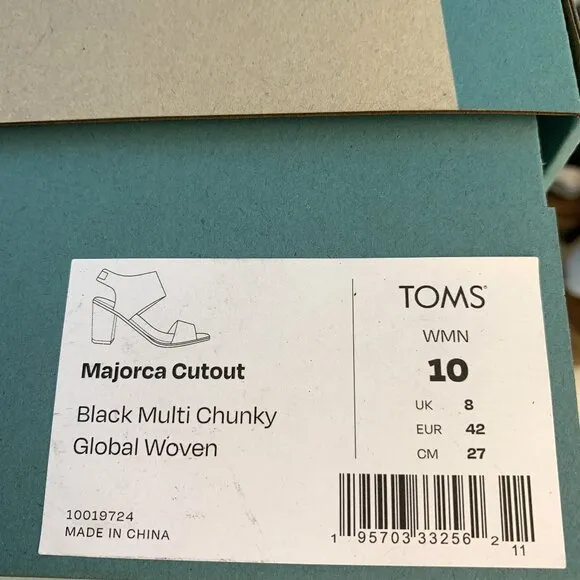 Majorca Cutout
Black Multi Chunky
Global Woven
10019724
MADE IN CHINA
TOMS®
WMN
10
UK 8
EUR 42
CM 27
1 95703 33256 2
11